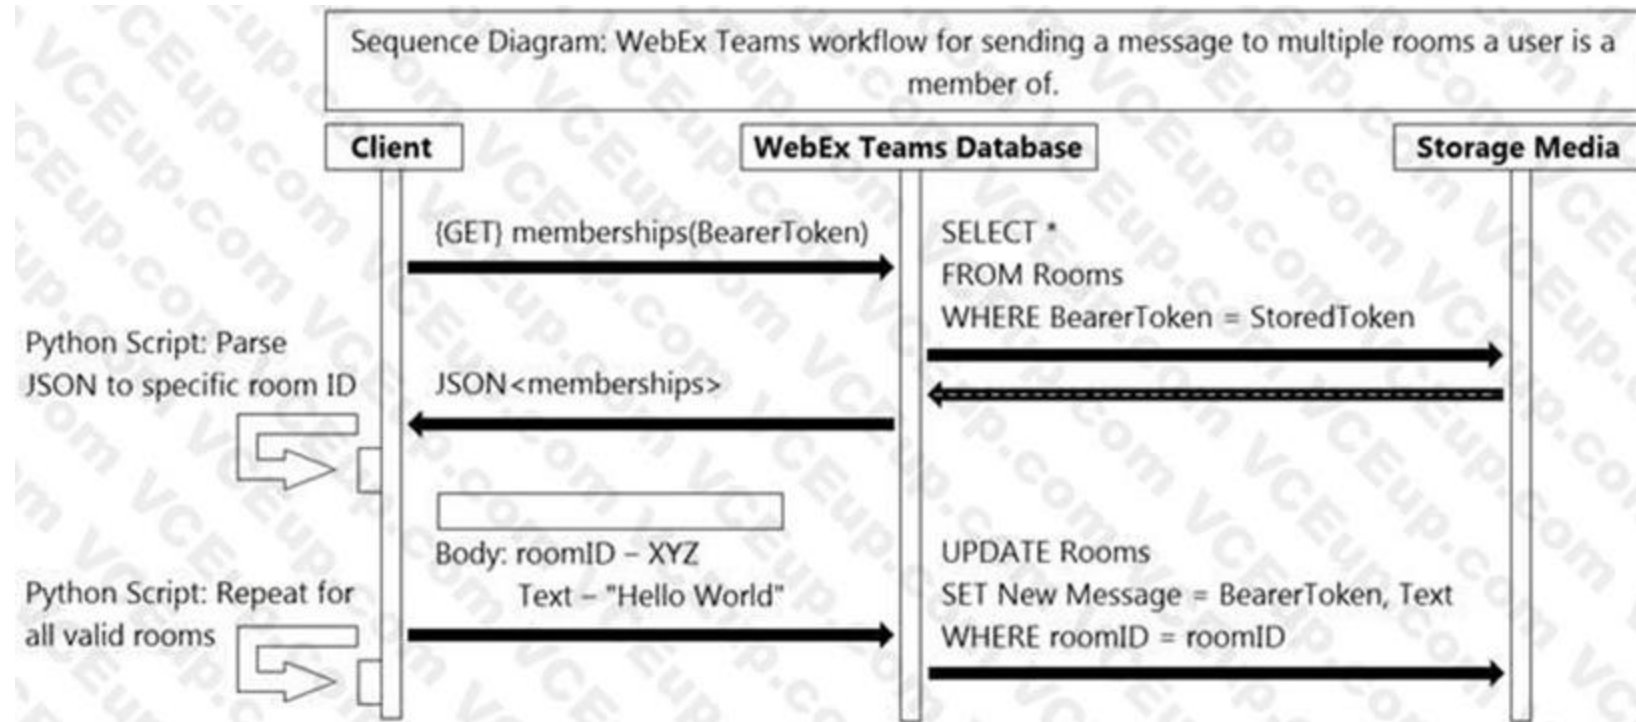 Sequence Diagram: WebEx Teams workflow for sending a message to multiple rooms a user is a
member of.
Client
WebEx Teams Database
Storage Media
{GET} memberships(BearerToken)
SELECT *
FROM Rooms
WHERE BearerToken = StoredToken
Python Script: Parse
JSON to specific room ID
JSON<memberships>
Body: roomID – XYZ
Text – "Hello World"
UPDATE Rooms
SET New Message = BearerToken, Text
WHERE roomID = roomID
Python Script: Repeat for
all valid rooms
VCEup.com